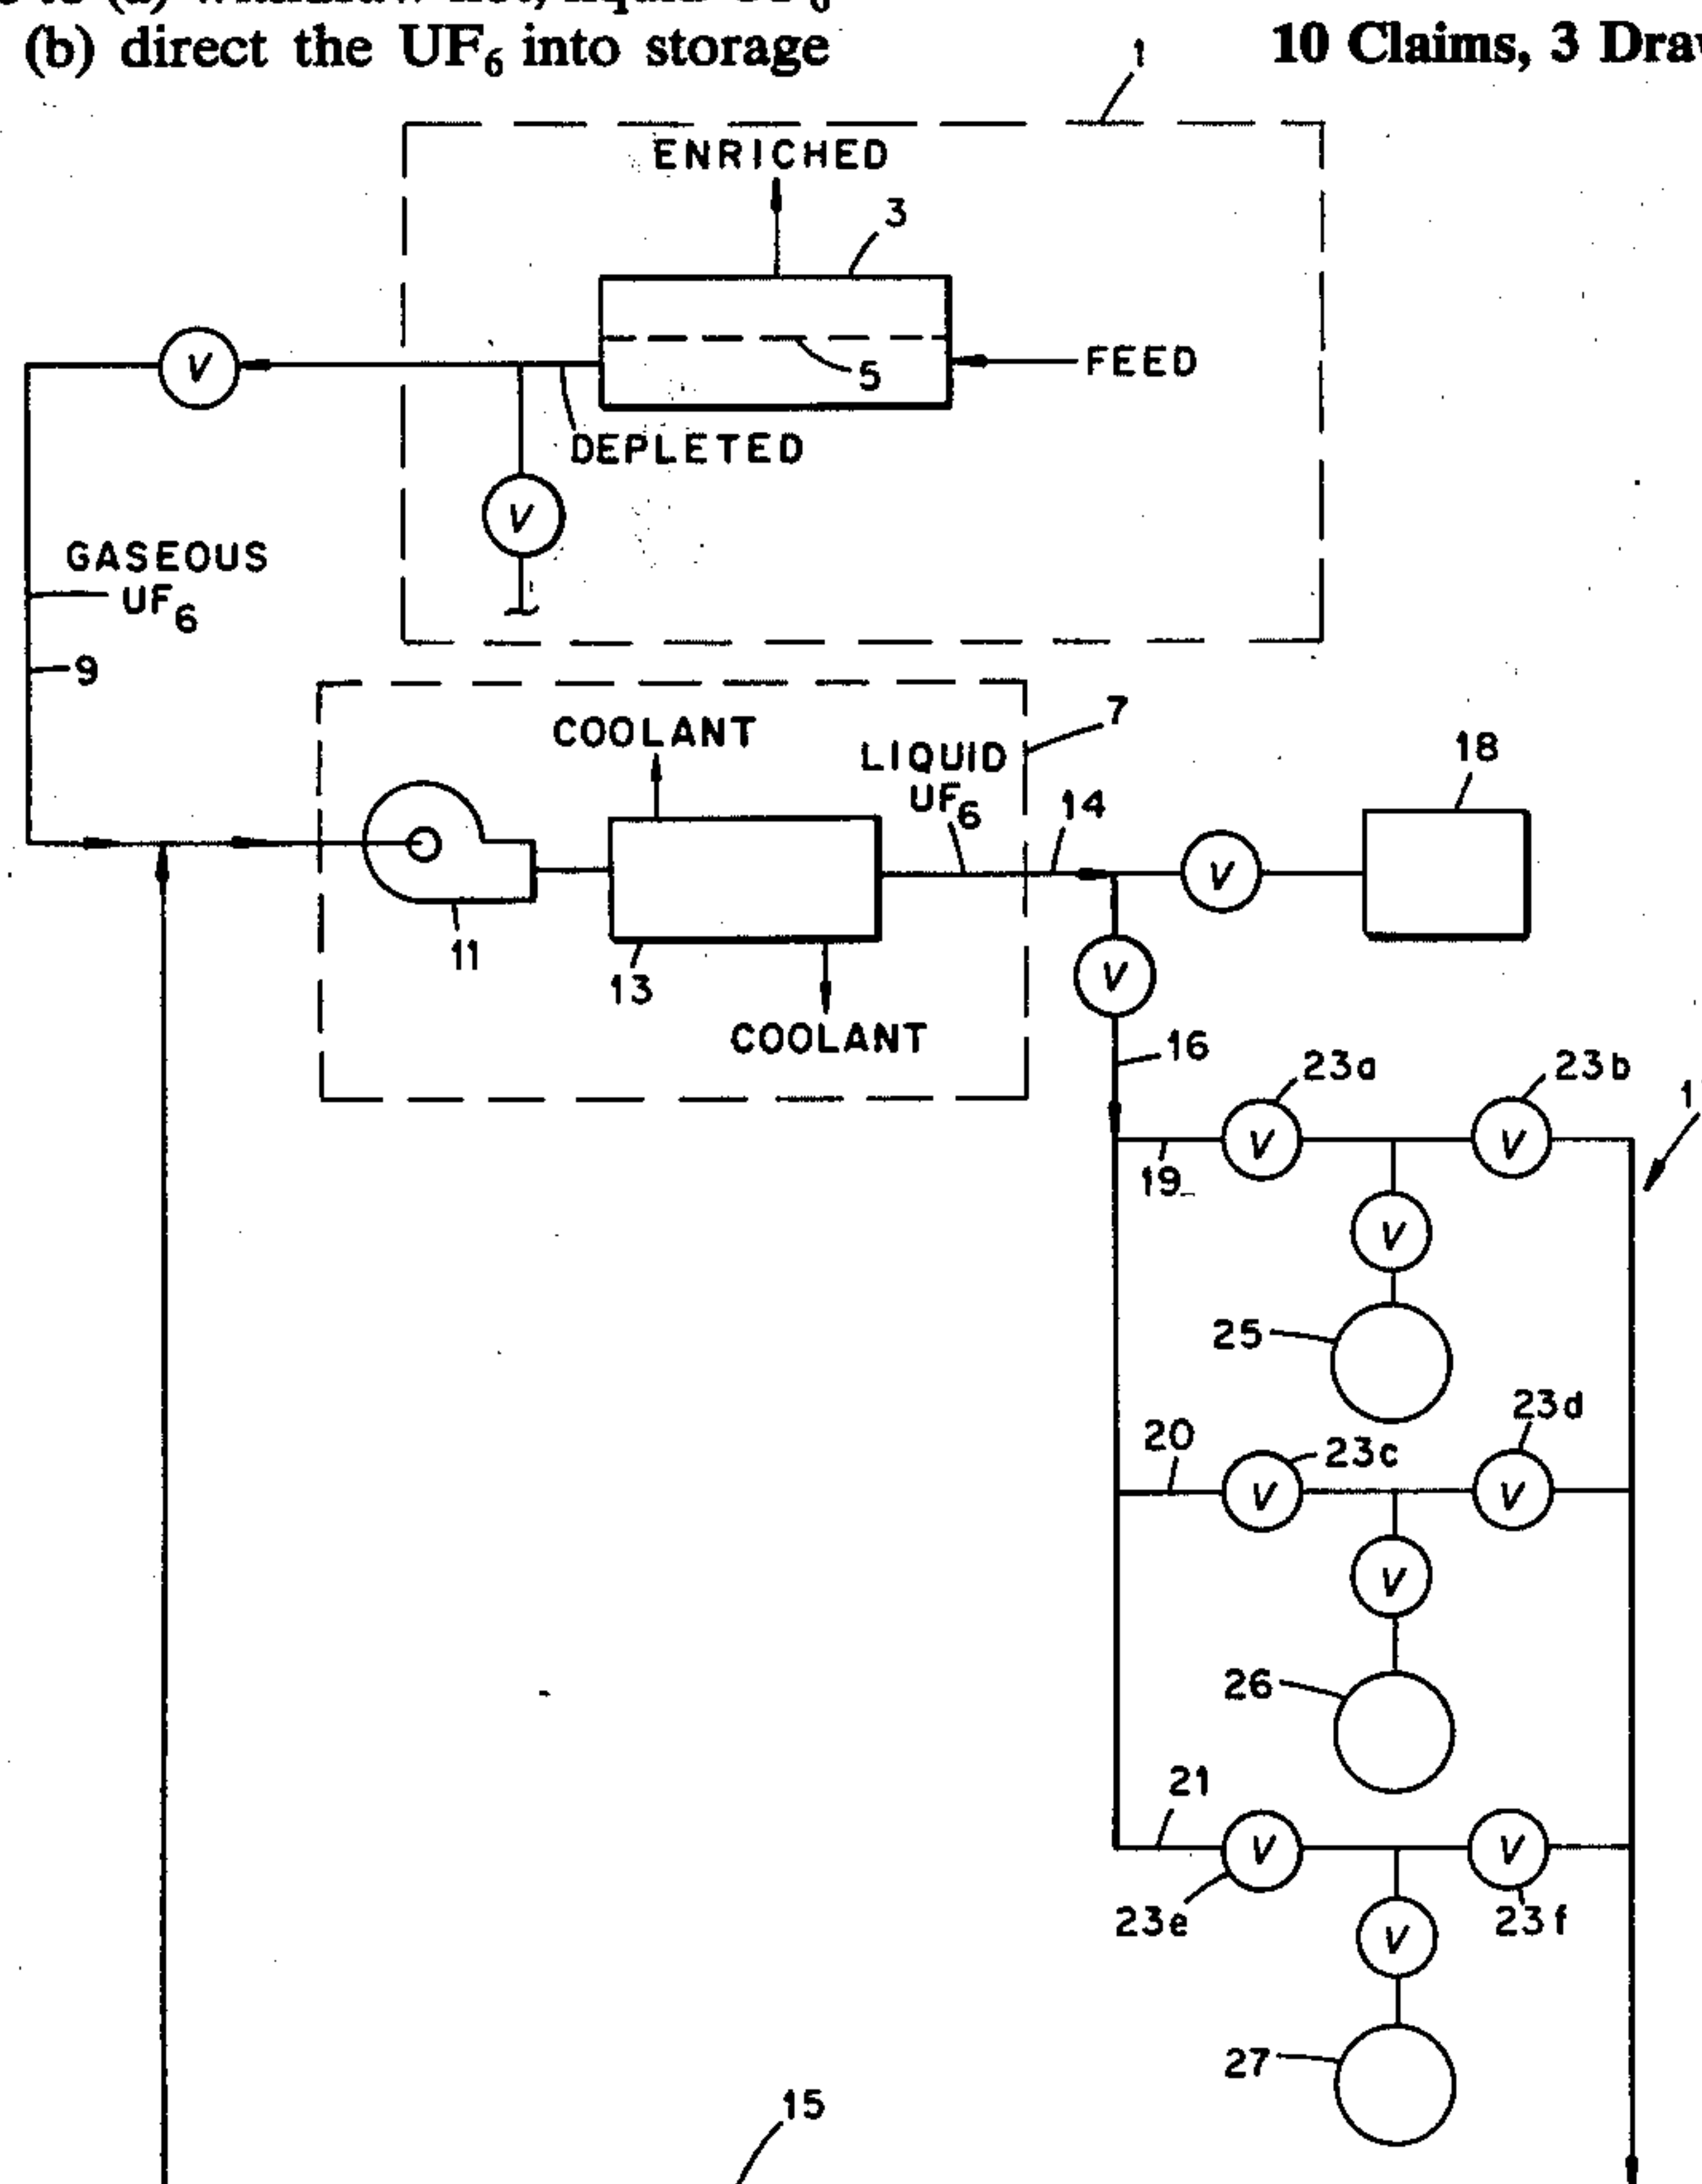 (b) direct the UF6 into storage
10 Claims, 3
1
ENRICHED
3
V
5
FEED
DEPLETED
V
GASEOUS
UF6
9
COOLANT
7
LIQUID
UF6
14
18
V
11
13
V
COOLANT
16
23a
23b
19
V
V
V
25
20
23c
23d
V
V
V
26
21
V
V
23e
23f
V
27
15